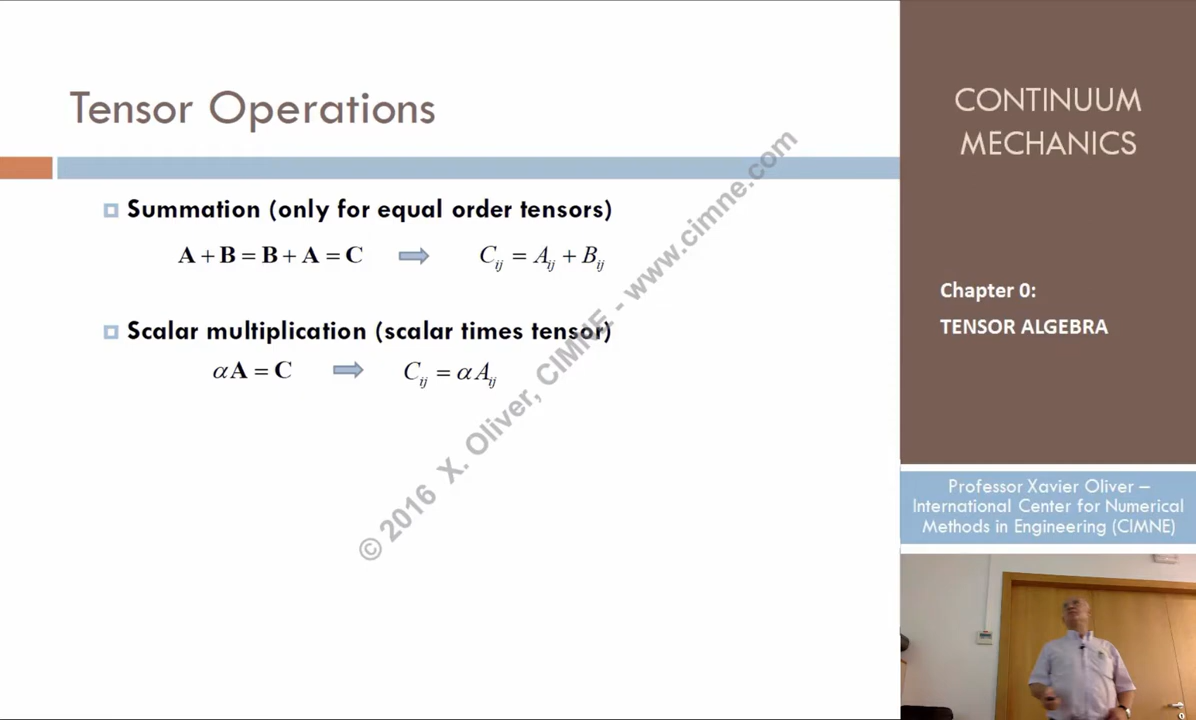 Tensor Operations
Summation (only for equal order tensors)
A + B = B + A = C ⇒ C_ij = A_ij + B_ij
Scalar multiplication (scalar times tensor)
αA = C ⇒ C_ij = αA_ij
© 2016 X. Oliver, CIMNE - www.cimne.com
CONTINUUM
MECHANICS
Chapter 0:
TENSOR ALGEBRA
Professor Xavier Oliver –
International Center for Numerical
Methods in Engineering (CIMNE)